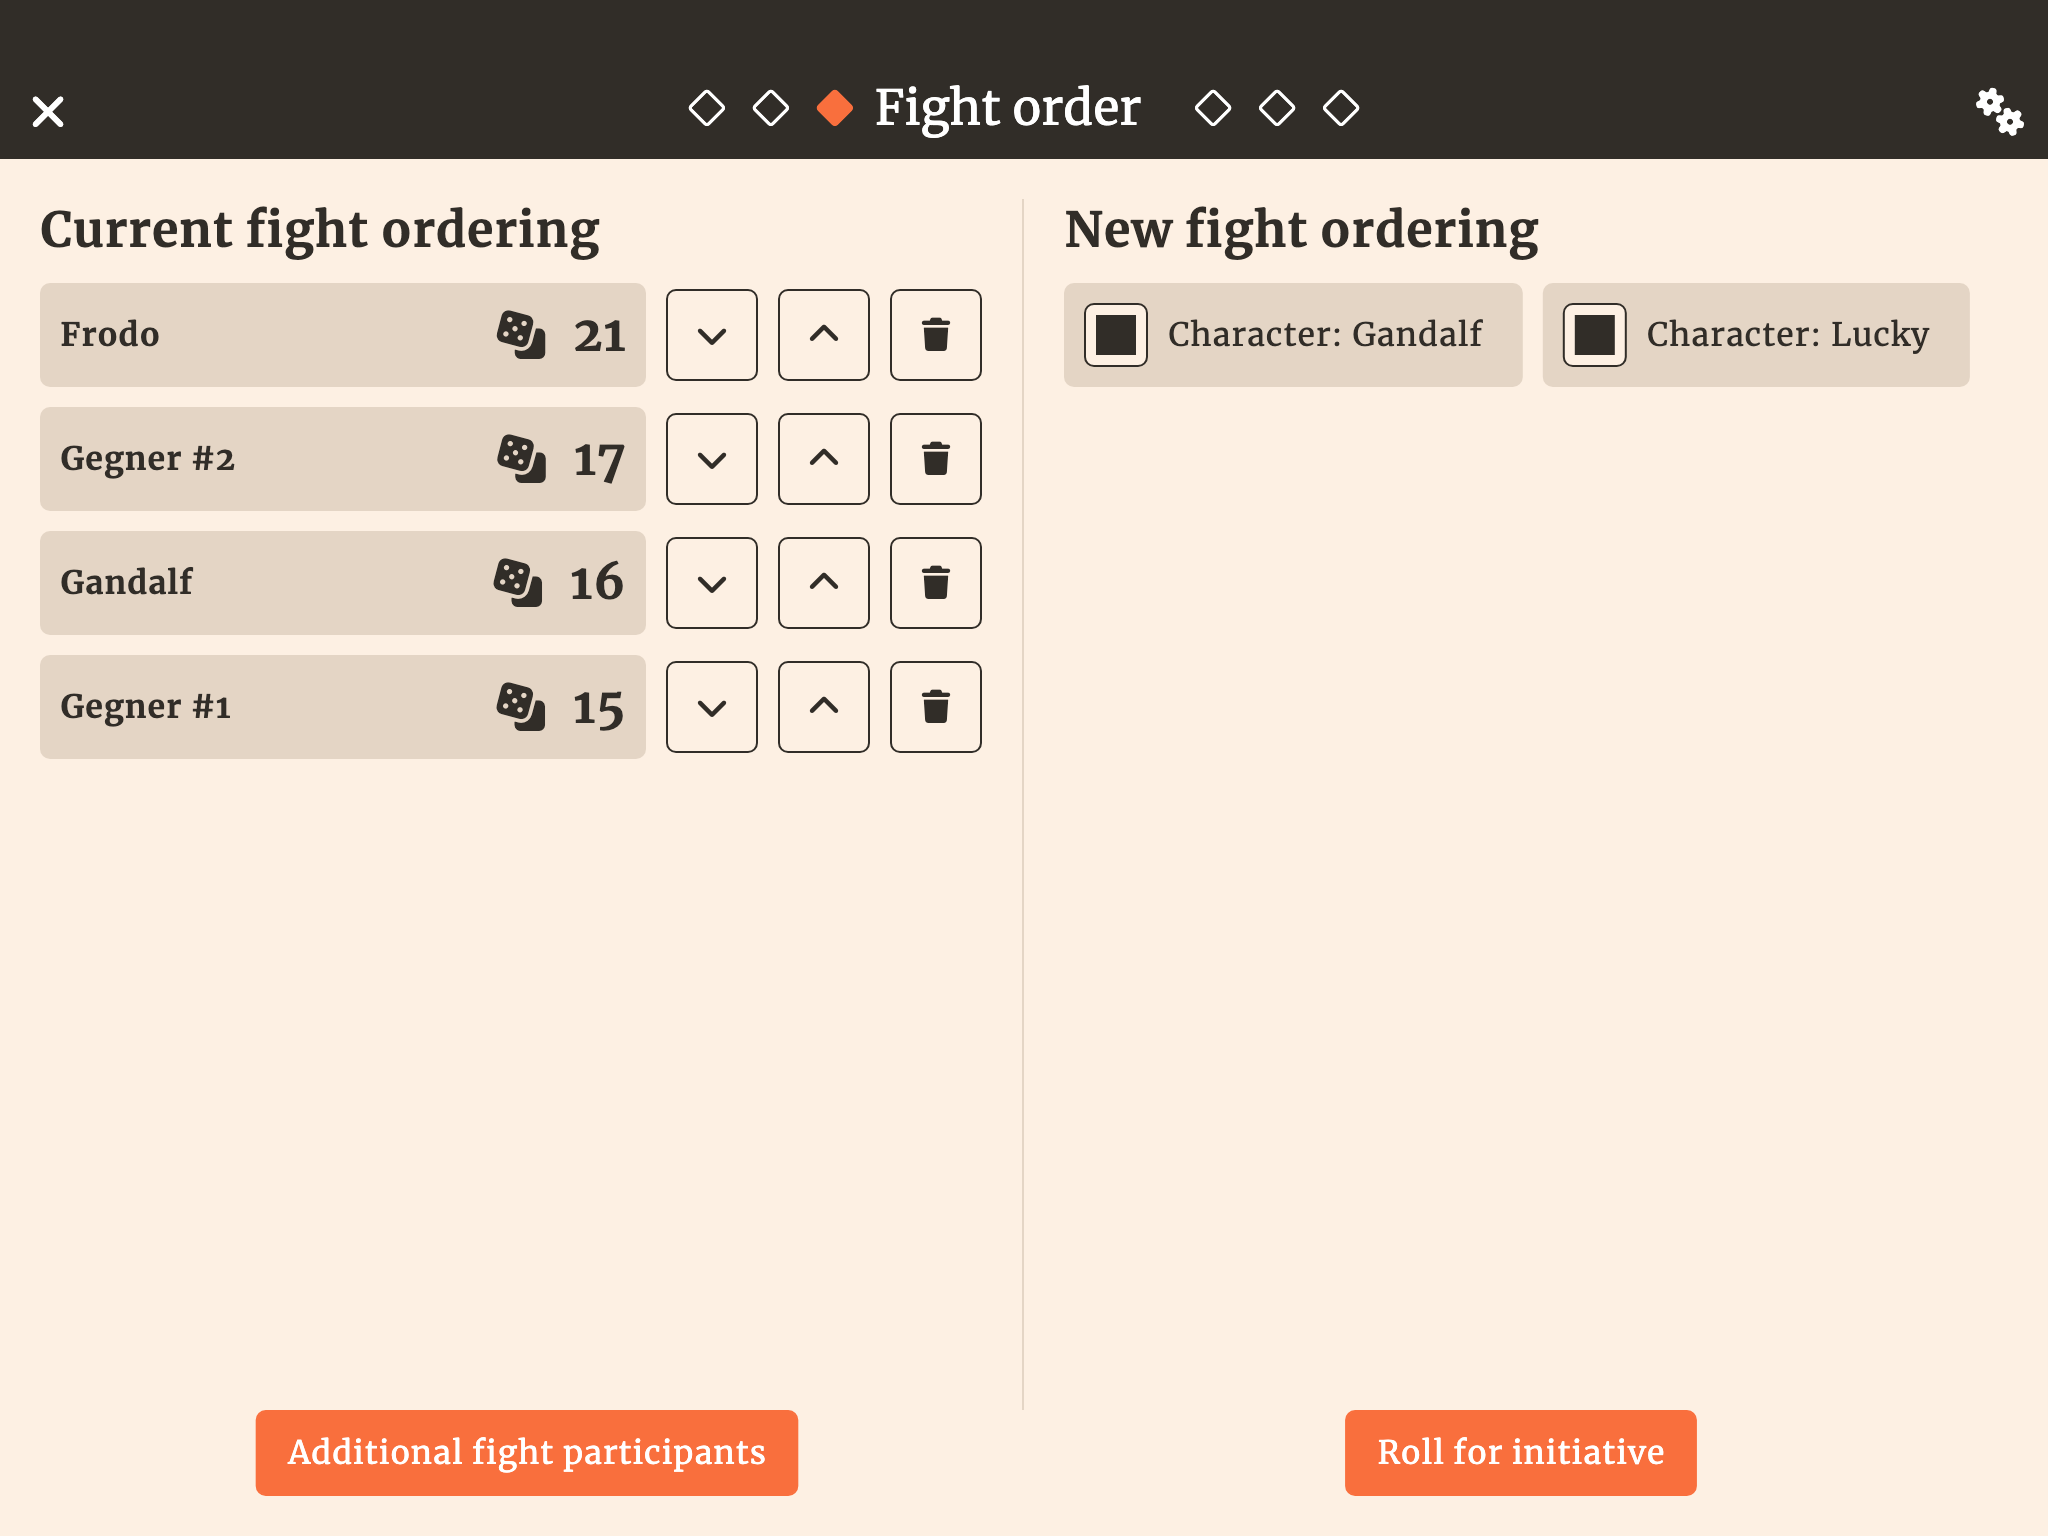 Fight order
Current fight ordering
Frodo 21
Gegner #2 17
Gandalf 16
Gegner #1 15
Additional fight participants
New fight ordering
Character: Gandalf
Character: Lucky
Roll for initiative